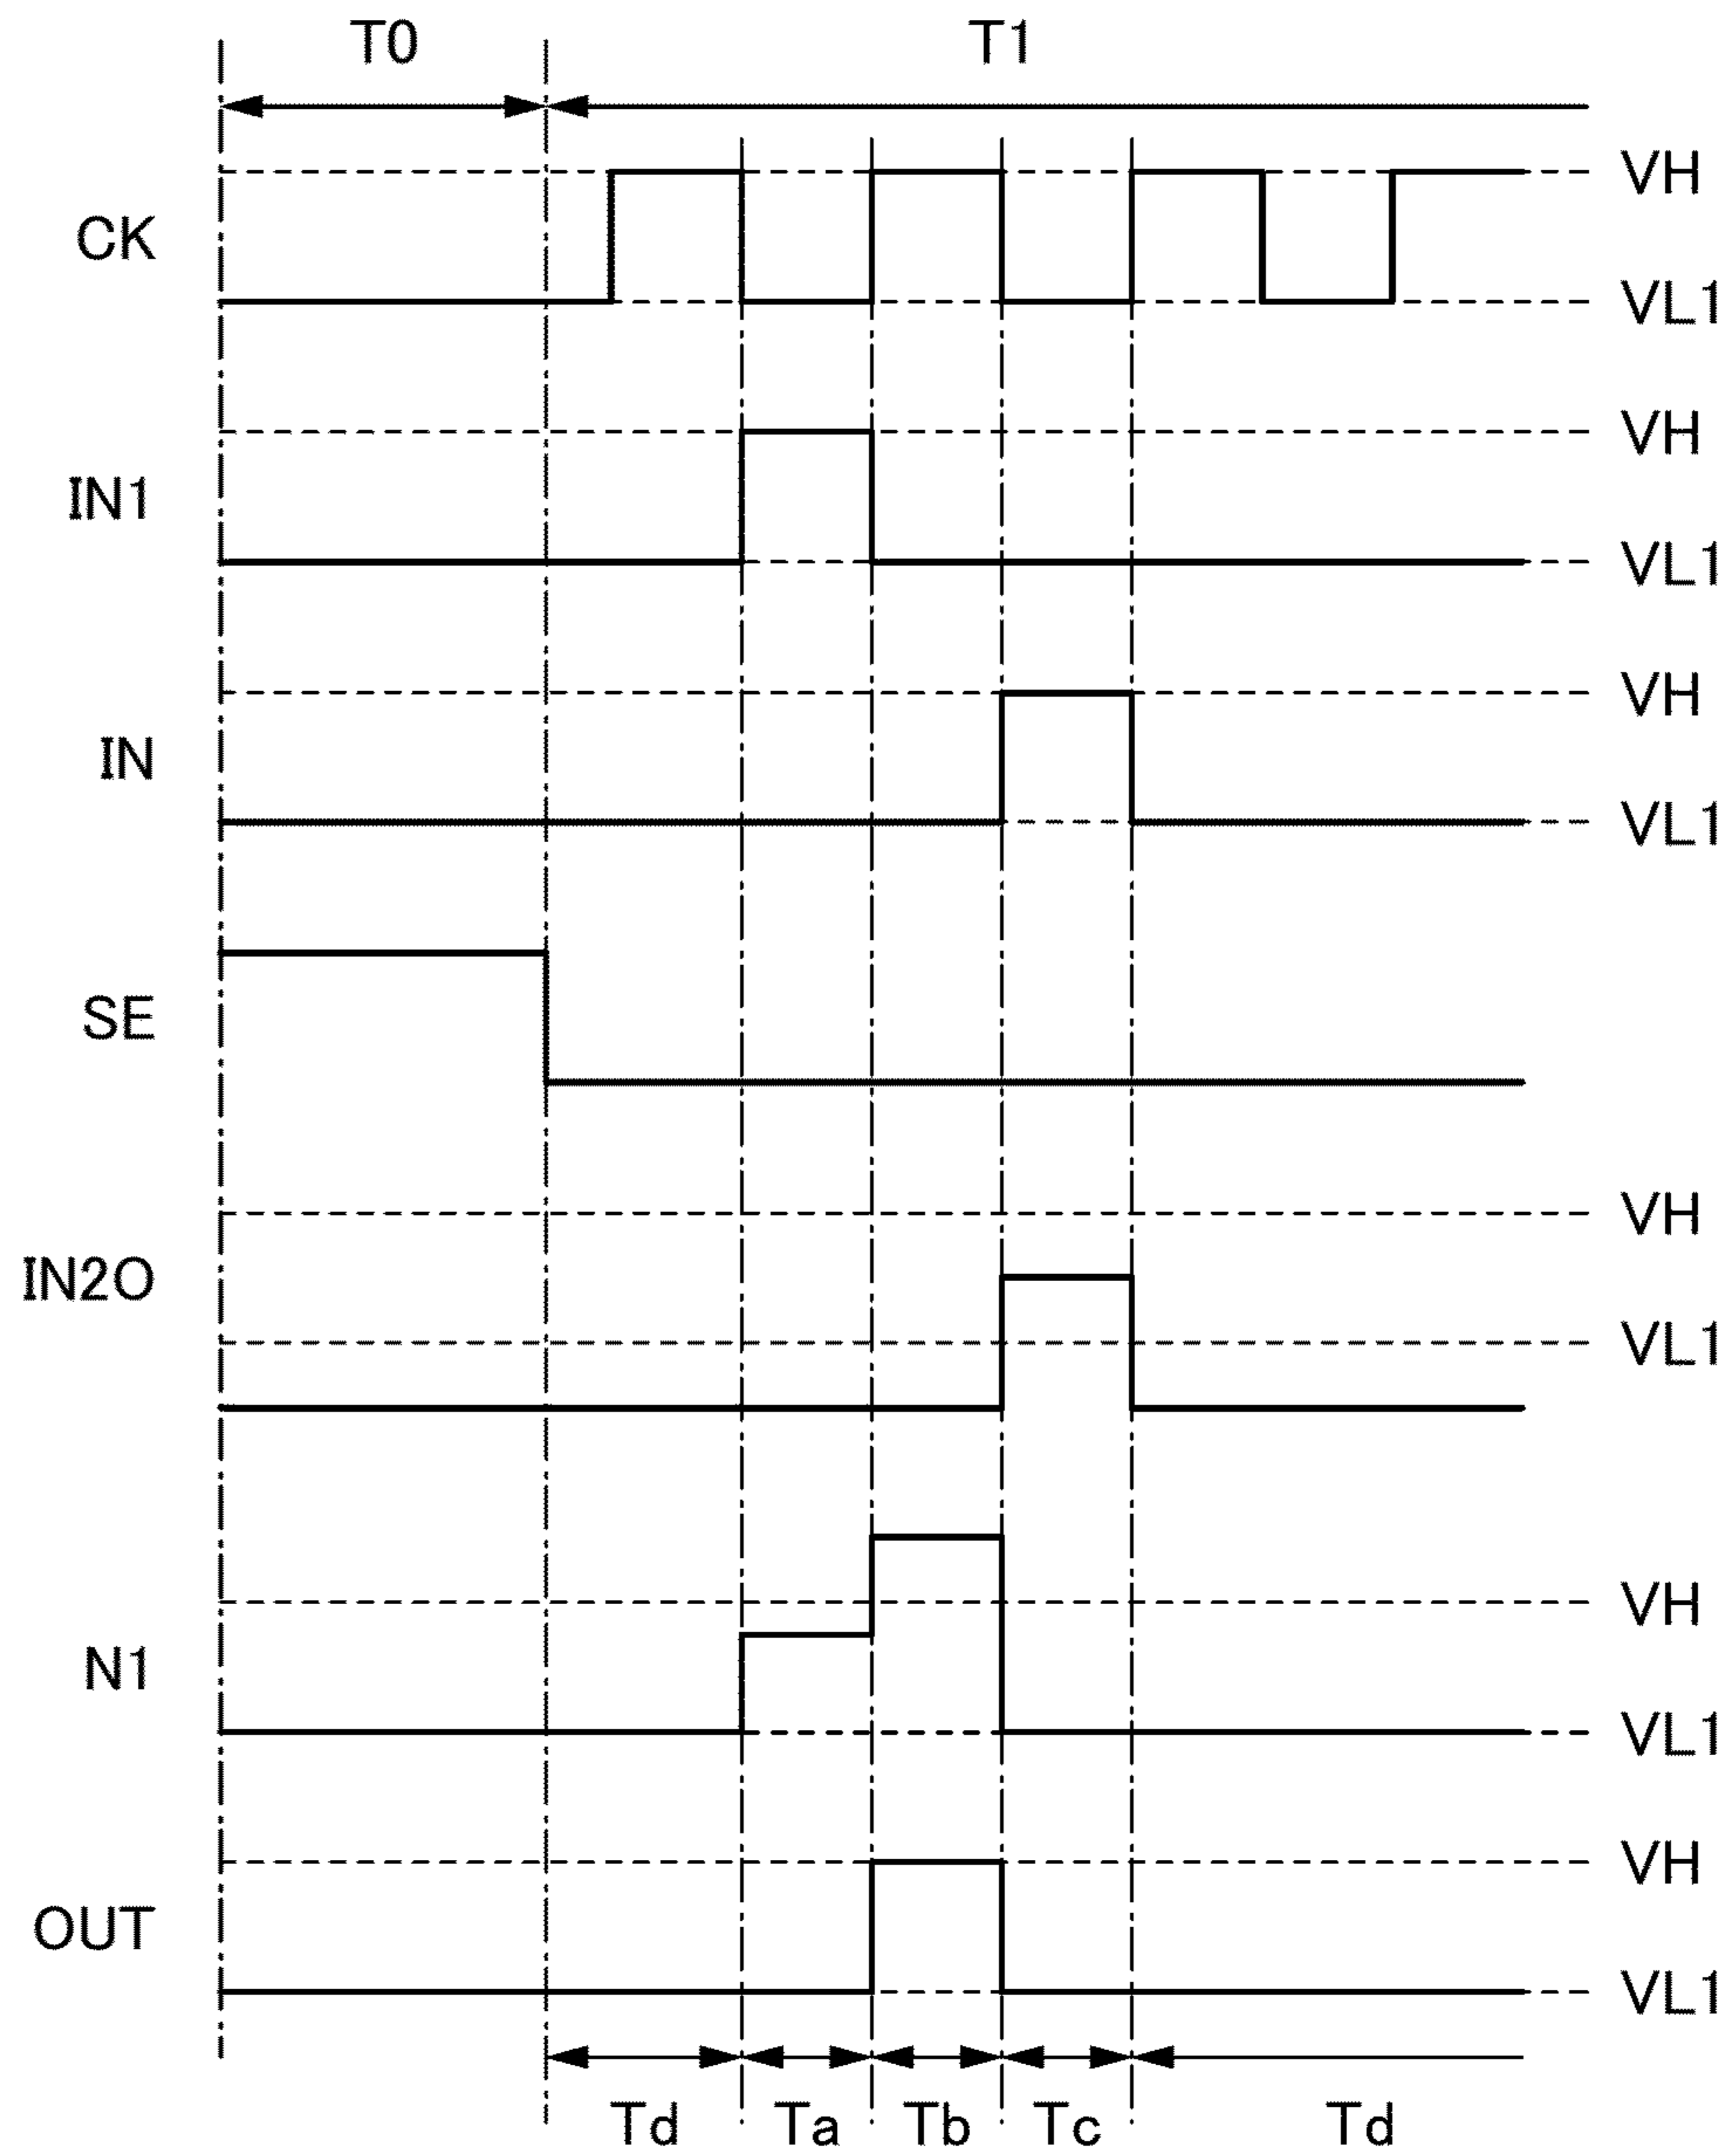 T0 T1
VH
CK
VL1
VH
IN1
VL1
VH
IN
VL1
SE
VH
IN2O
VL1
VH
N1
VL1
VH
OUT
VL1
Td Ta Tb Tc Td